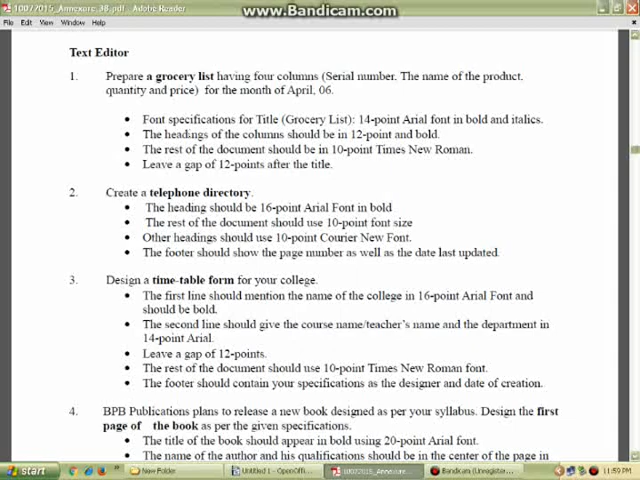 10072015_Annexure_38.pdf - Adobe Reader
www.Bandicam.com
File Edit View Window Help
Text Editor
1. Prepare a grocery list having four columns (Serial number, The name of the product,
quantity and price) for the month of April, 06.
• Font specifications for Title (Grocery List): 14-point Arial font in bold and italics.
• The headings of the columns should be in 12-point and bold.
• The rest of the document should be in 10-point Times New Roman.
• Leave a gap of 12-points after the title.
2. Create a telephone directory.
• The heading should be 16-point Arial Font in bold
• The rest of the document should use 10-point font size
• Other headings should use 10-point Courier New Font.
• The footer should show the page number as well as the date last updated.
3. Design a time-table form for your college.
• The first line should mention the name of the college in 16-point Arial Font and
should be bold.
• The second line should give the course name/teacher's name and the department in
14-point Arial.
• Leave a gap of 12-points.
• The rest of the document should use 10-point Times New Roman font.
• The footer should contain your specifications as the designer and date of creation.
4. BPB Publications plans to release a new book designed as per your syllabus. Design the first
page of the book as per the given specifications.
• The title of the book should appear in bold using 20-point Arial font.
• The name of the author and his qualifications should be in the center of the page in
start
New Folder
Untitled 1 - OpenOffi...
10072015_Annexure...
Bandicam (Unregister...
11:59 PM